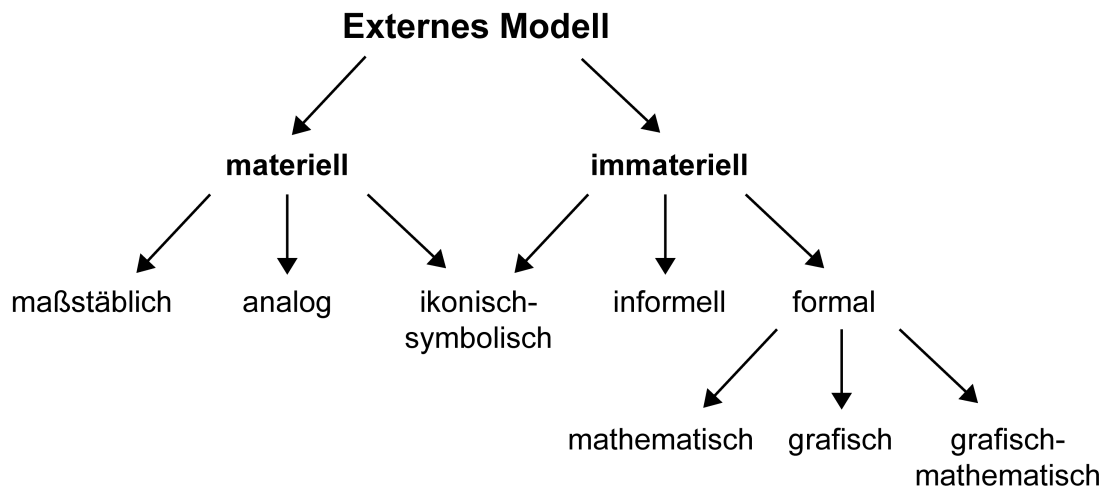 Externes Modell
materiell
immateriell
maßstäblich
analog
ikonisch-
symbolisch
informell
formal
mathematisch
grafisch
grafisch-
mathematisch